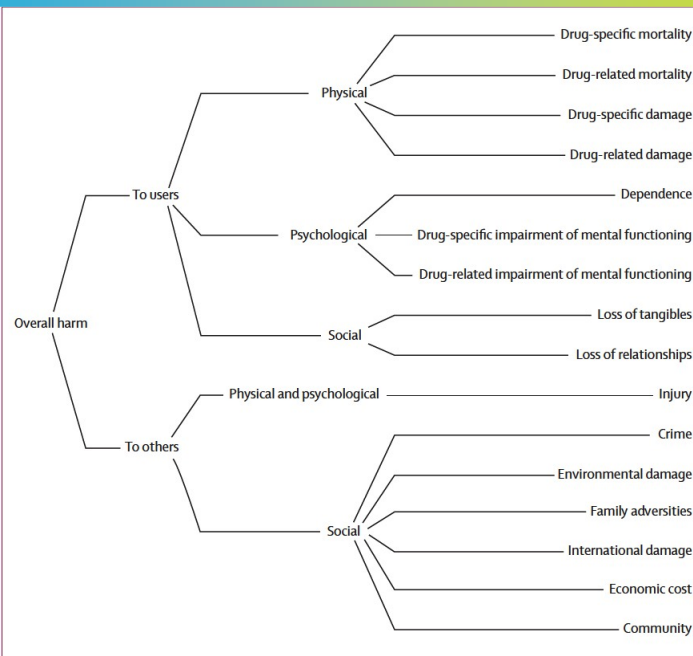 Drug-specific mortality
Drug-related mortality
Physical
Drug-specific damage
Drug-related damage
To users
Dependence
Psychological
Drug-specific impairment of mental functioning
Drug-related impairment of mental functioning
Loss of tangibles
Social
Loss of relationships
Overall harm
Physical and psychological
Injury
To others
Crime
Environmental damage
Family adversities
Social
International damage
Economic cost
Community